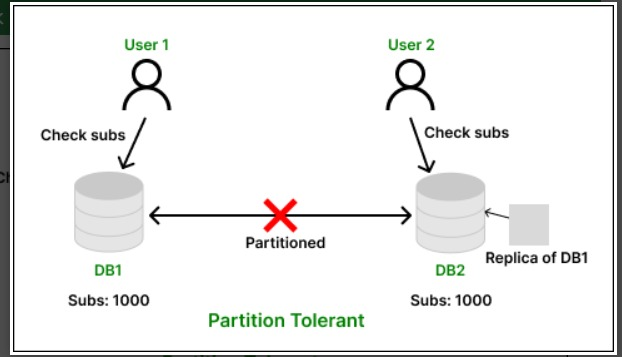 User 1
User 2
Check subs
Check subs
Partitioned
Replica of DB1
DB1
DB2
Subs: 1000
Subs: 1000
Partition Tolerant